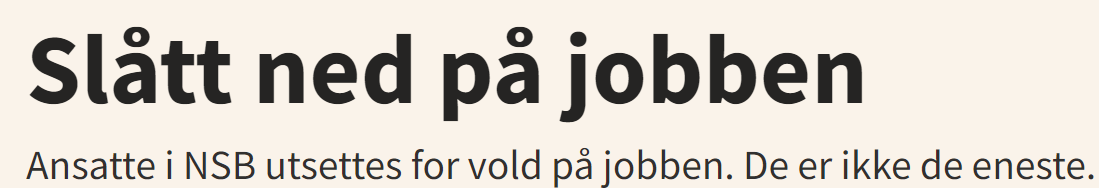 Slått ned på jobben
Ansatte i NSB utsettes for vold på jobben. De er ikke de eneste.